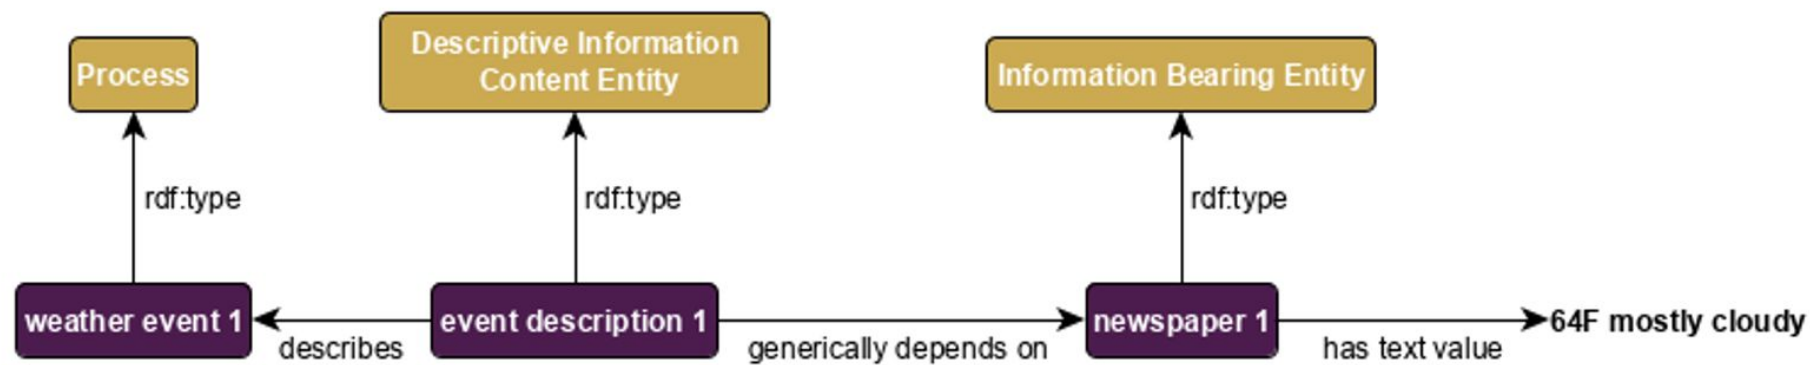 Process
Descriptive Information
Content Entity
Information Bearing Entity
rdf:type
rdf:type
rdf:type
weather event 1
describes
event description 1
generically depends on
newspaper 1
has text value
64F mostly cloudy